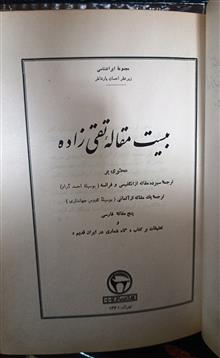 مجموعهٔ ایرانشناسی
زیر نظر احسان یارشاطر
بیست مقالهٔ تقی زاده
محتوی بر
ترجمهٔ سیزده مقاله از انگلیسی و فرانسه (بوسیلهٔ احمد آرام)
ترجمهٔ یک مقاله از آلمانی (بوسیلهٔ کیکاوس جهانداری)
پنج مقالهٔ فارسی
و
تعلیقات بر کتاب « گاه شماری در ایران قدیم »
تهران، ۱۳۴۱